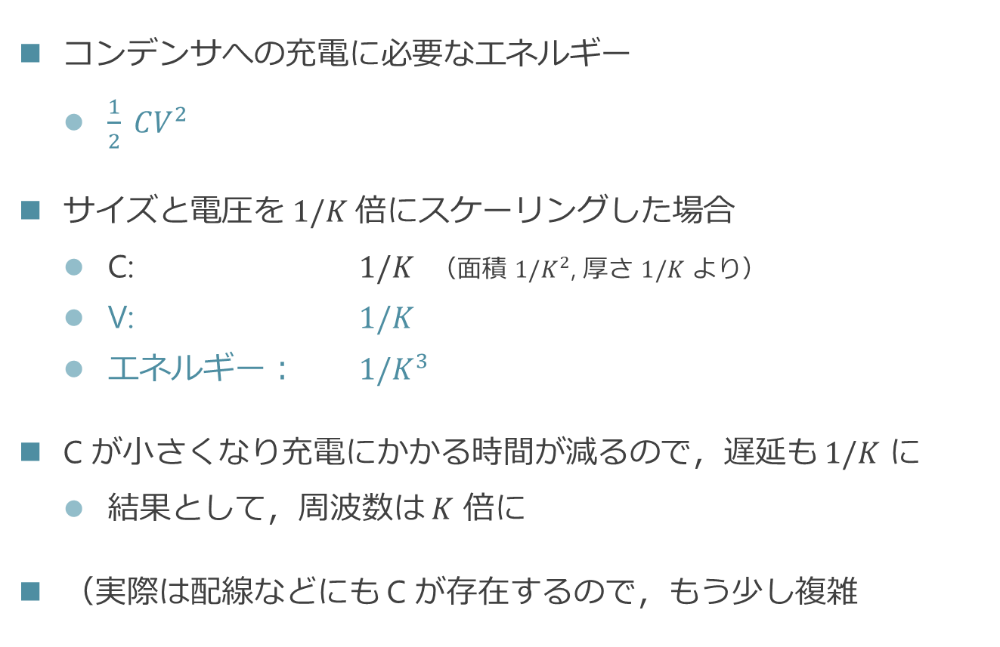 ■ コンデンサへの充電に必要なエネルギー
● 1/2 CV²
■ サイズと電圧を 1/K 倍にスケーリングした場合
● C: 1/K （面積 1/K², 厚さ 1/K より）
● V: 1/K
● エネルギー： 1/K³
■ C が小さくなり充電にかかる時間が減るので，遅延も 1/K に
● 結果として，周波数は K 倍に
■ （実際は配線などにも C が存在するので，もう少し複雑